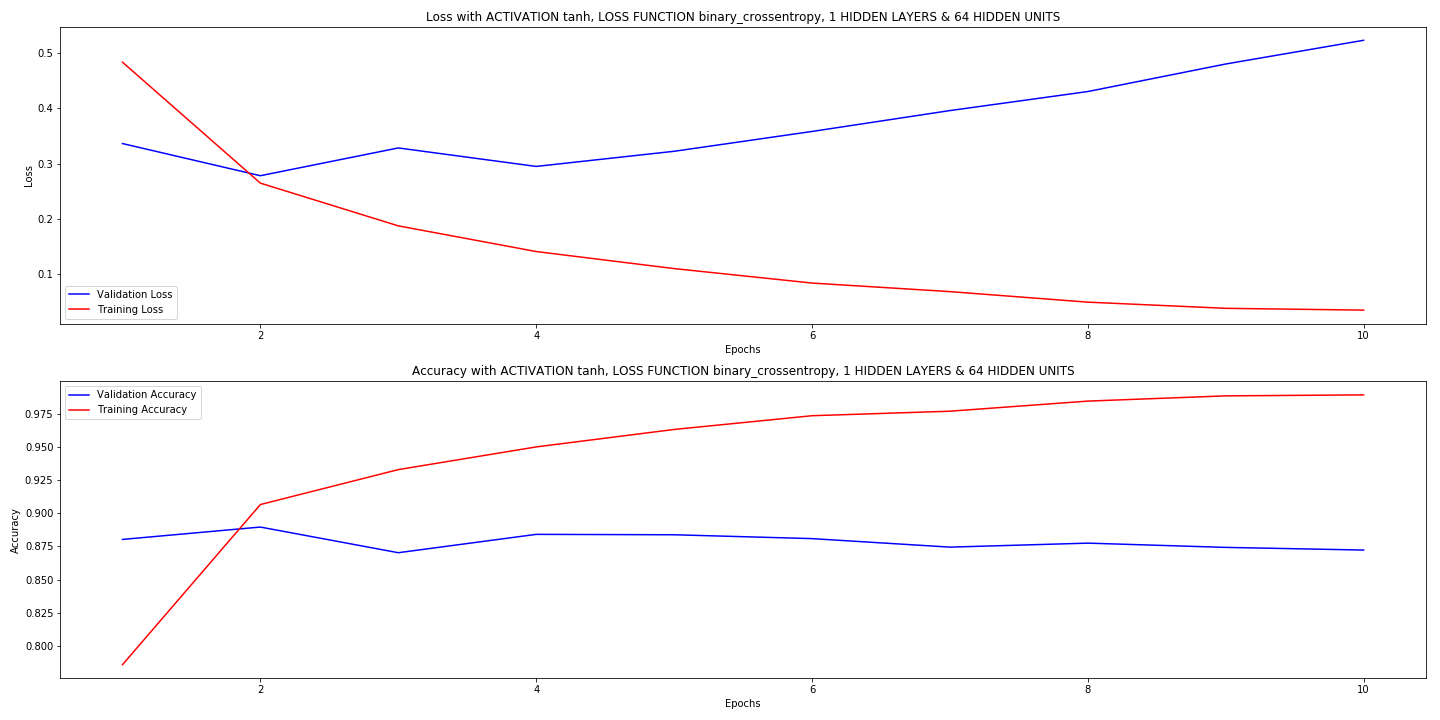 Loss with ACTIVATION tanh, LOSS FUNCTION binary_crossentropy, 1 HIDDEN LAYERS & 64 HIDDEN UNITS
0.5
0.4
0.3
0.2
0.1
Loss
Validation Loss
Training Loss
2 4 6 8 10
Epochs
Accuracy with ACTIVATION tanh, LOSS FUNCTION binary_crossentropy, 1 HIDDEN LAYERS & 64 HIDDEN UNITS
Validation Accuracy
Training Accuracy
0.975
0.950
0.925
0.900
0.875
0.850
0.825
0.800
Accuracy
2 4 6 8 10
Epochs